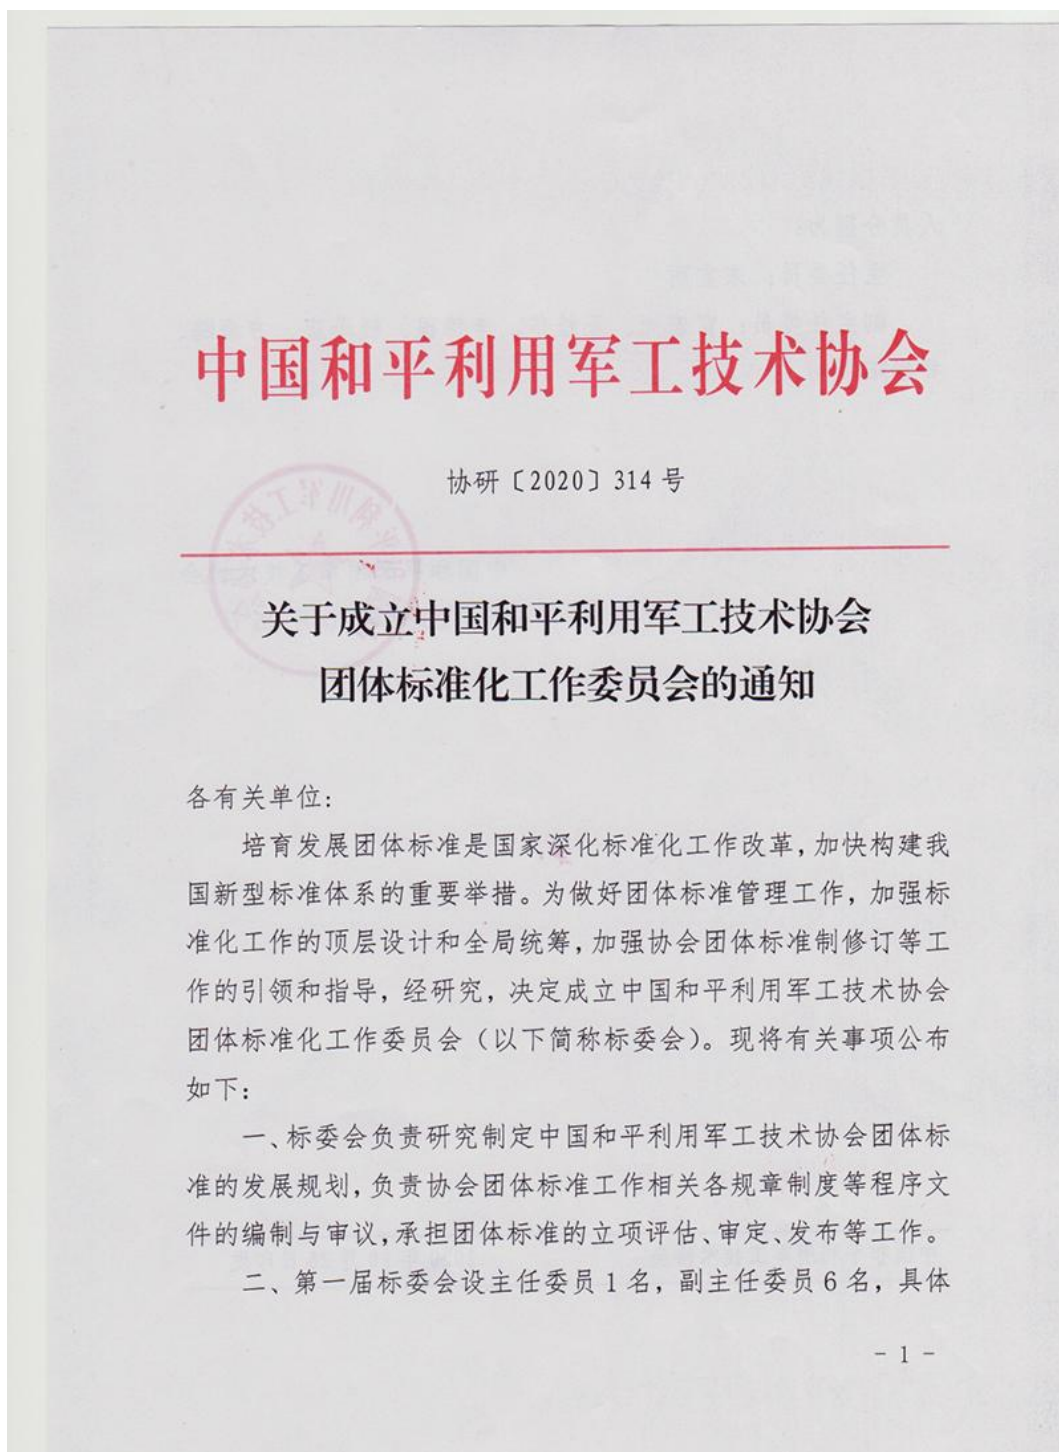 中国和平利用军工技术协会
协研〔2020〕314 号
关于成立中国和平利用军工技术协会
团体标准化工作委员会的通知
各有关单位:
培育发展团体标准是国家深化标准化工作改革,加快构建我
国新型标准体系的重要举措。为做好团体标准管理工作,加强标
准化工作的顶层设计和全局统筹,加强协会团体标准制修订等工
作的引领和指导,经研究,决定成立中国和平利用军工技术协会
团体标准化工作委员会(以下简称标委会)。现将有关事项公布
如下:
一、标委会负责研究制定中国和平利用军工技术协会团体标
准的发展规划,负责协会团体标准工作相关各规章制度等程序文
件的编制与审议,承担团体标准的立项评估、审定、发布等工作。
二、第一届标委会设主任委员 1 名,副主任委员 6 名,具体
- 1 -